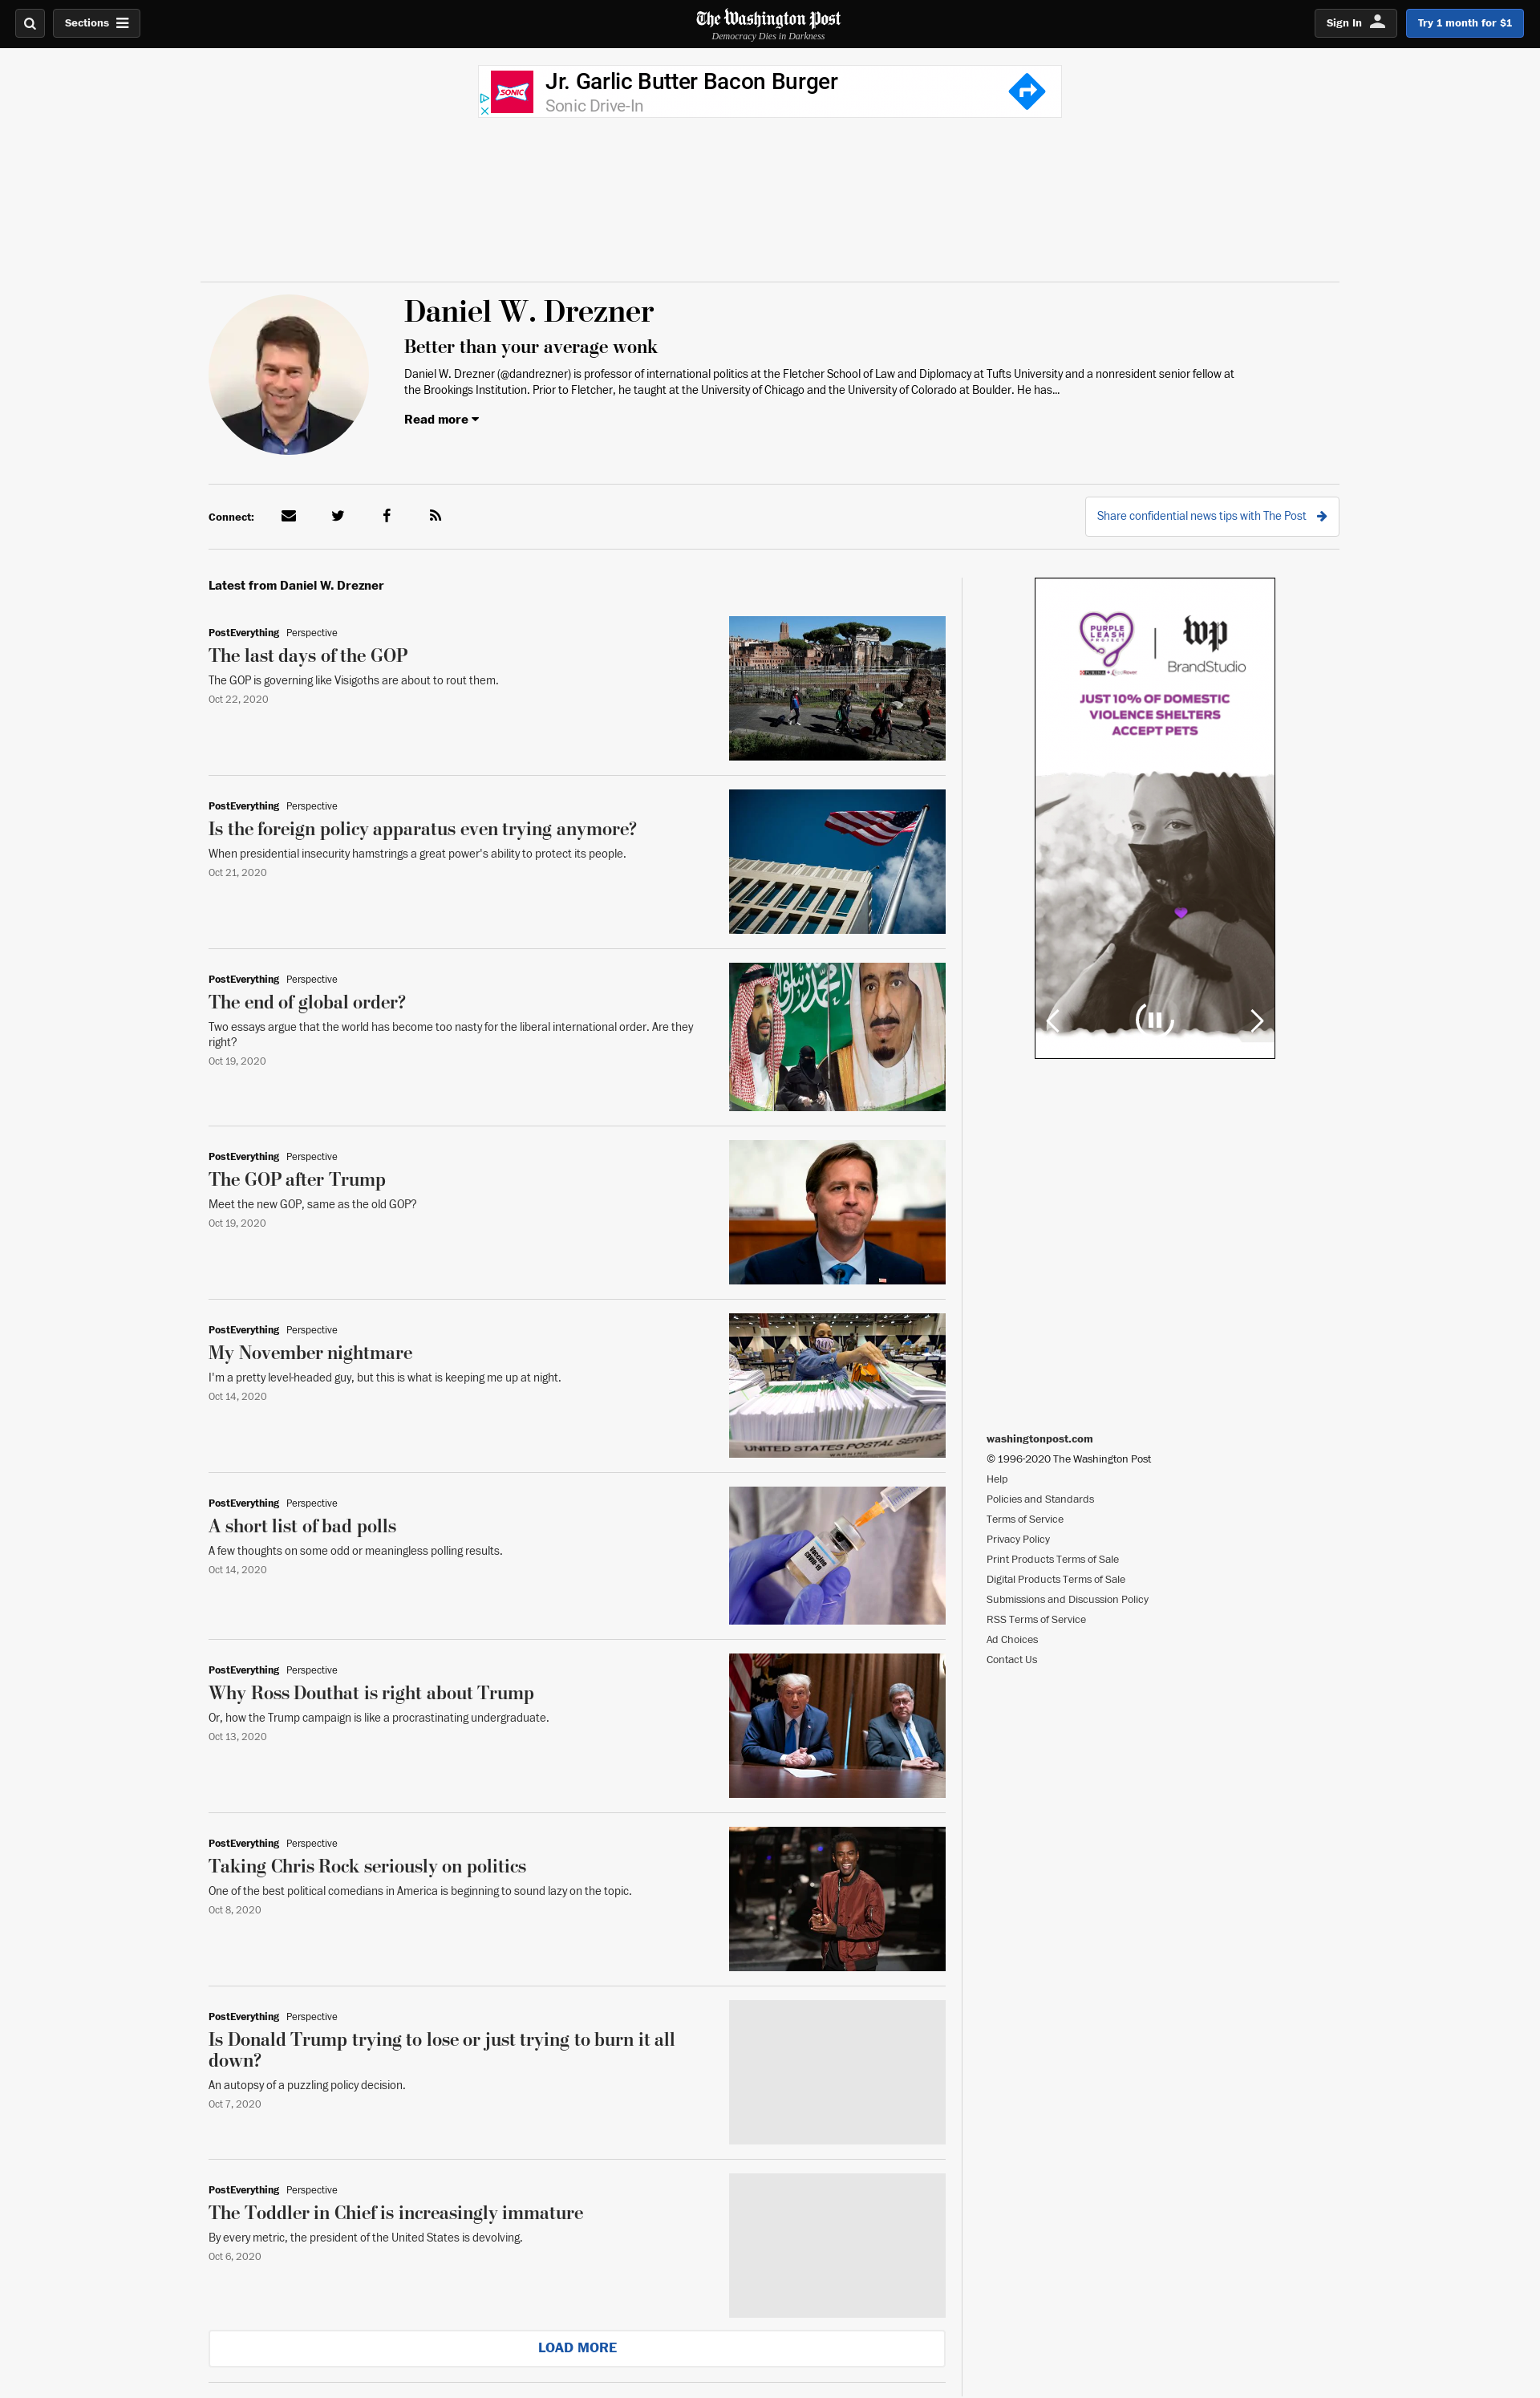 Sections
The Washington Post
Democracy Dies in Darkness
Sign In
Try 1 month for $1
SONIC
Jr. Garlic Butter Bacon Burger
Sonic Drive-In
Daniel W. Drezner
Better than your average wonk
Daniel W. Drezner (@dandrezner) is professor of international politics at the Fletcher School of Law and Diplomacy at Tufts University and a nonresident senior fellow at
the Brookings Institution. Prior to Fletcher, he taught at the University of Chicago and the University of Colorado at Boulder. He has...
Read more
Connect:
Share confidential news tips with The Post
Latest from Daniel W. Drezner
PostEverything Perspective
The last days of the GOP
The GOP is governing like Visigoths are about to rout them.
Oct 22, 2020
PostEverything Perspective
Is the foreign policy apparatus even trying anymore?
When presidential insecurity hamstrings a great power's ability to protect its people.
Oct 21, 2020
PostEverything Perspective
The end of global order?
Two essays argue that the world has become too nasty for the liberal international order. Are they
right?
Oct 19, 2020
PostEverything Perspective
The GOP after Trump
Meet the new GOP, same as the old GOP?
Oct 19, 2020
PostEverything Perspective
My November nightmare
I'm a pretty level-headed guy, but this is what is keeping me up at night.
Oct 14, 2020
UNITED STATES POSTAL SERVICE
PostEverything Perspective
A short list of bad polls
A few thoughts on some odd or meaningless polling results.
Oct 14, 2020
Vaccine
COVID-19
PostEverything Perspective
Why Ross Douthat is right about Trump
Or, how the Trump campaign is like a procrastinating undergraduate.
Oct 13, 2020
PostEverything Perspective
Taking Chris Rock seriously on politics
One of the best political comedians in America is beginning to sound lazy on the topic.
Oct 8, 2020
PostEverything Perspective
Is Donald Trump trying to lose or just trying to burn it all
down?
An autopsy of a puzzling policy decision.
Oct 7, 2020
PostEverything Perspective
The Toddler in Chief is increasingly immature
By every metric, the president of the United States is devolving.
Oct 6, 2020
LOAD MORE
PURPLE
LEASH
PROJECT
wp
BrandStudio
JUST 10% OF DOMESTIC
VIOLENCE SHELTERS
ACCEPT PETS
washingtonpost.com
© 1996-2020 The Washington Post
Help
Policies and Standards
Terms of Service
Privacy Policy
Print Products Terms of Sale
Digital Products Terms of Sale
Submissions and Discussion Policy
RSS Terms of Service
Ad Choices
Contact Us